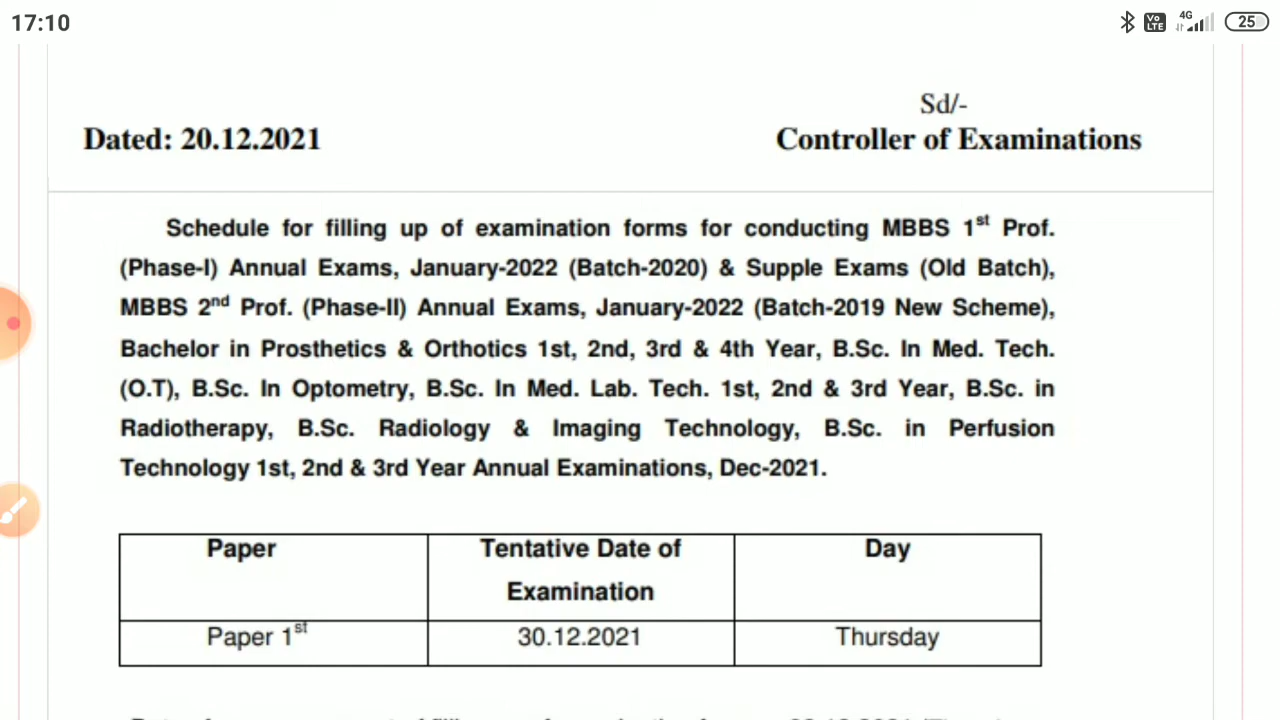 17:10
Vo LTE 4G 25
Sd/-
Dated: 20.12.2021 Controller of Examinations
Schedule for filling up of examination forms for conducting MBBS 1st Prof.
(Phase-I) Annual Exams, January-2022 (Batch-2020) & Supple Exams (Old Batch),
MBBS 2nd Prof. (Phase-II) Annual Exams, January-2022 (Batch-2019 New Scheme),
Bachelor in Prosthetics & Orthotics 1st, 2nd, 3rd & 4th Year, B.Sc. In Med. Tech.
(O.T), B.Sc. In Optometry, B.Sc. In Med. Lab. Tech. 1st, 2nd & 3rd Year, B.Sc. in
Radiotherapy, B.Sc. Radiology & Imaging Technology, B.Sc. in Perfusion
Technology 1st, 2nd & 3rd Year Annual Examinations, Dec-2021.
Paper Tentative Date of Day
Examination
Paper 1st 30.12.2021 Thursday